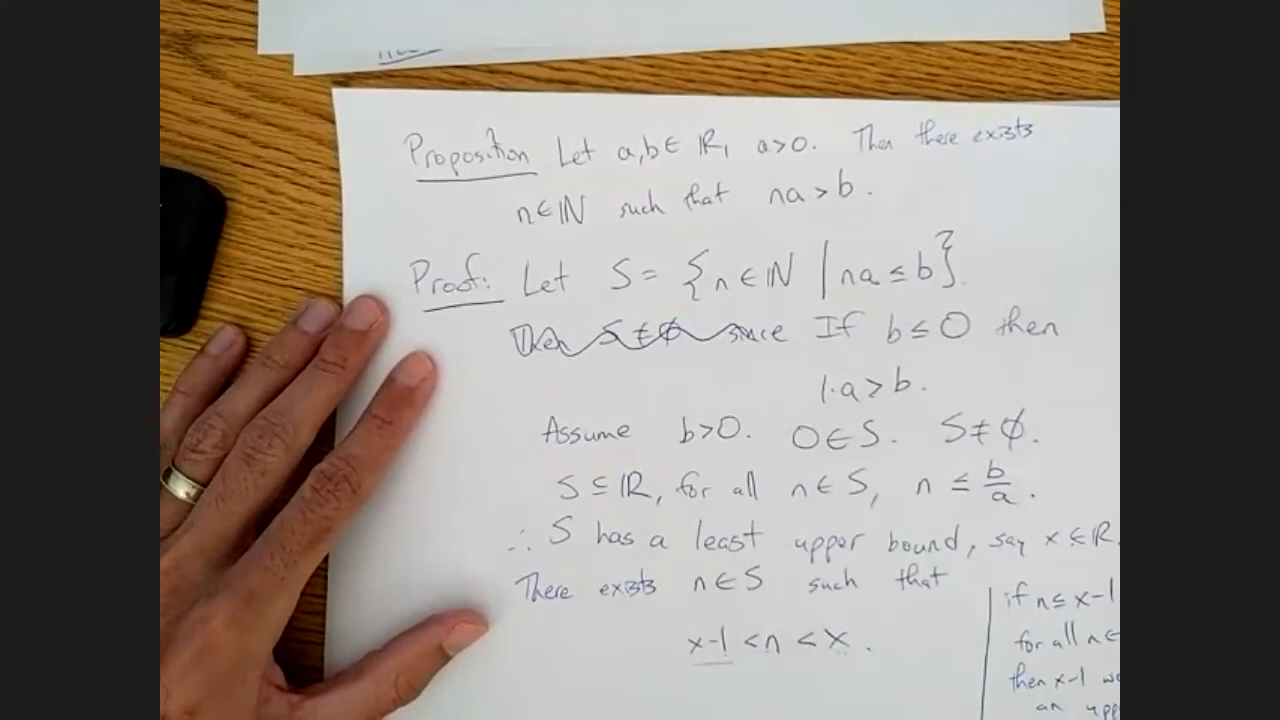 Proposition Let a,b ∈ ℝ, a>0. Then there exists
n∈ℕ such that na > b.
Proof: Let S = {n ∈ ℕ | na ≤ b}.
Then S ≠ ∅ since If b ≤ 0 then
1·a > b.
Assume b>0. 0∈S. S≠∅.
S ⊆ ℝ, for all n∈S, n ≤ b/a.
∴ S has a least upper bound, say x ∈ ℝ.
There exists n∈S such that
x-1 < n < x.
if n ≤ x-1
for all n∈
then x-1
an